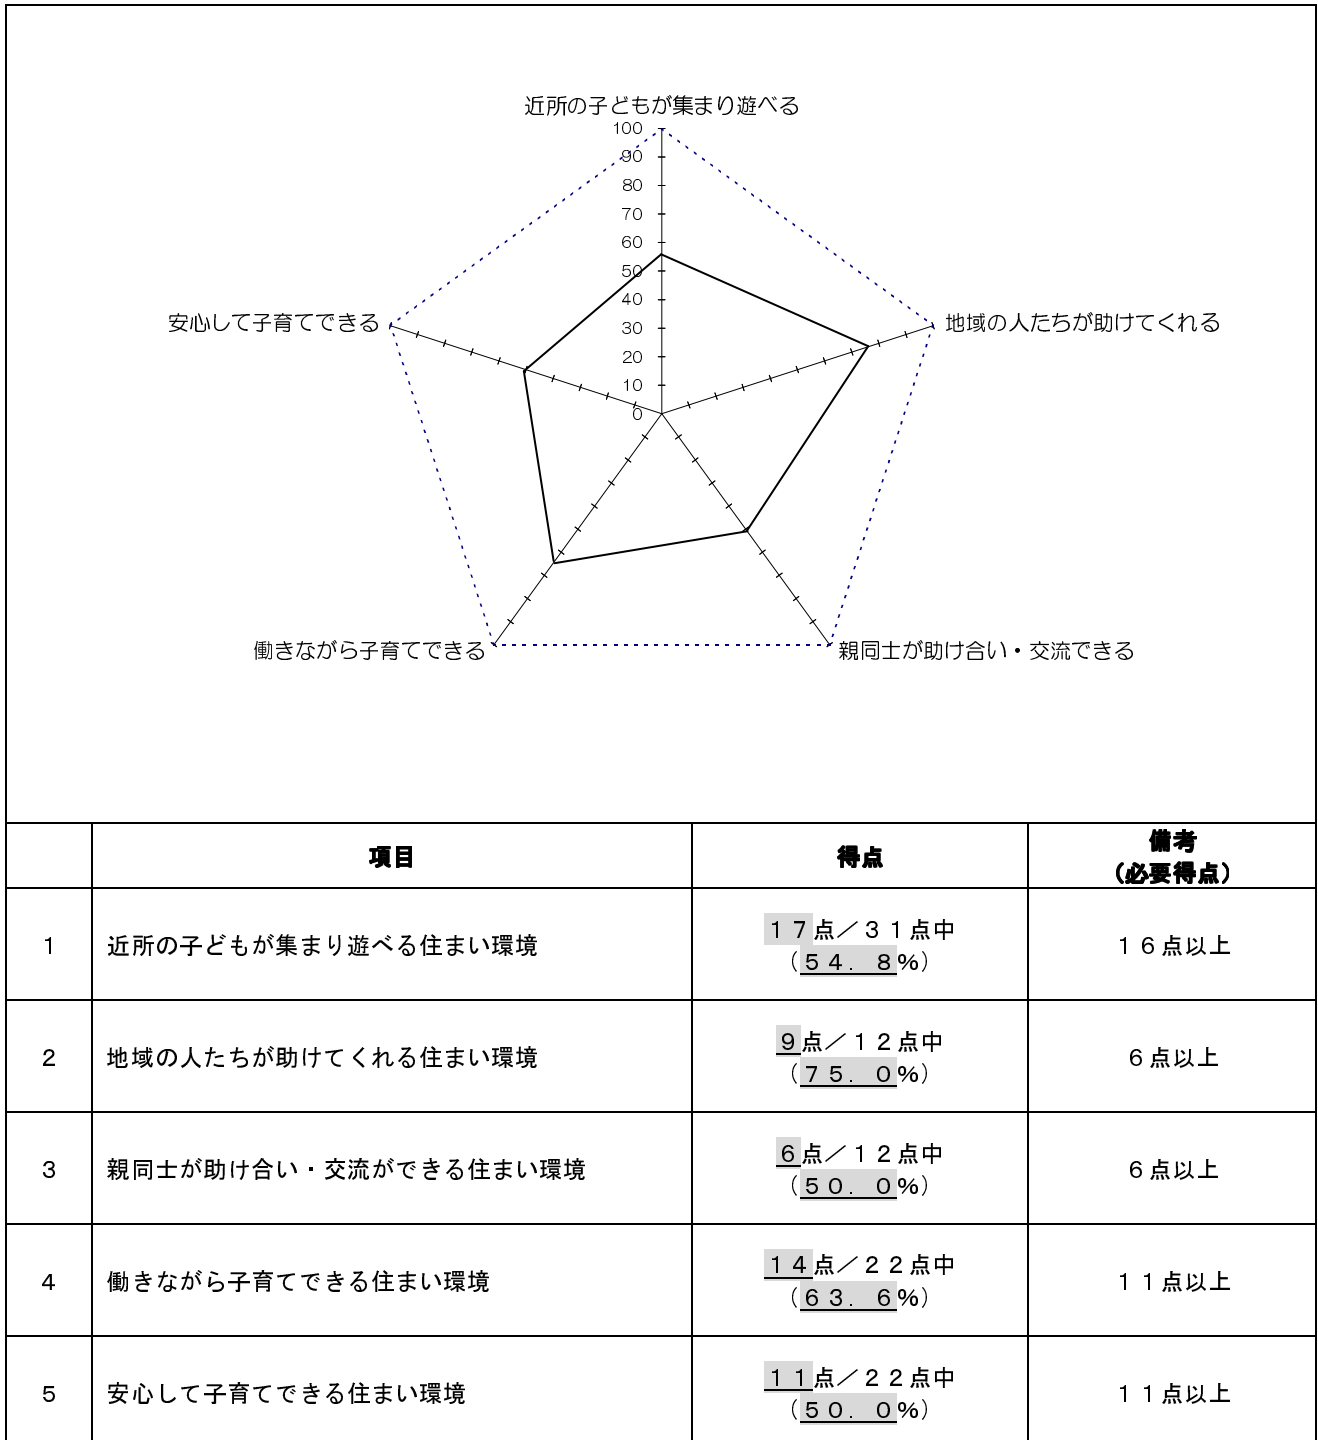 近所の子どもが集まり遊べる
100
90
80
70
60
50
40
30
20
10
0
安心して子育てできる
地域の人たちが助けてくれる
働きながら子育てできる
親同士が助け合い・交流できる
項目
得点
備考
（必要得点）
1
近所の子どもが集まり遊べる住まい環境
１７点／３１点中
（５４．８％）
１６点以上
2
地域の人たちが助けてくれる住まい環境
９点／１２点中
（７５．０％）
６点以上
3
親同士が助け合い・交流ができる住まい環境
６点／１２点中
（５０．０％）
６点以上
4
働きながら子育てできる住まい環境
１４点／２２点中
（６３．６％）
１１点以上
5
安心して子育てできる住まい環境
１１点／２２点中
（５０．０％）
１１点以上